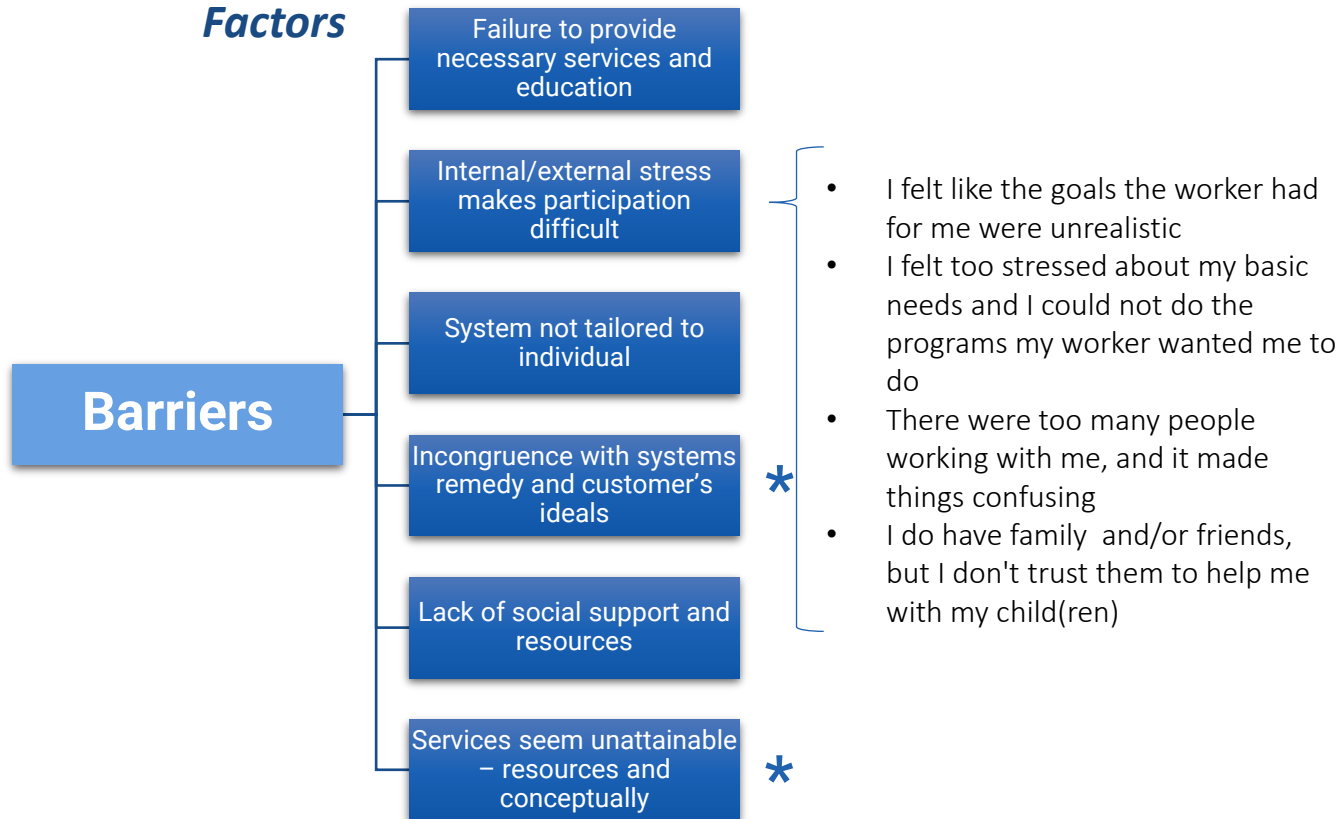 Factors
Failure to provide
necessary services and
education
Internal/external stress
makes participation
difficult
System not tailored to
individual
Barriers
Incongruence with systems
remedy and customer’s
ideals
*
Lack of social support and
resources
Services seem unattainable
– resources and
conceptually
*
• I felt like the goals the worker had
for me were unrealistic
• I felt too stressed about my basic
needs and I could not do the
programs my worker wanted me to
do
• There were too many people
working with me, and it made
things confusing
• I do have family  and/or friends,
but I don't trust them to help me
with my child(ren)